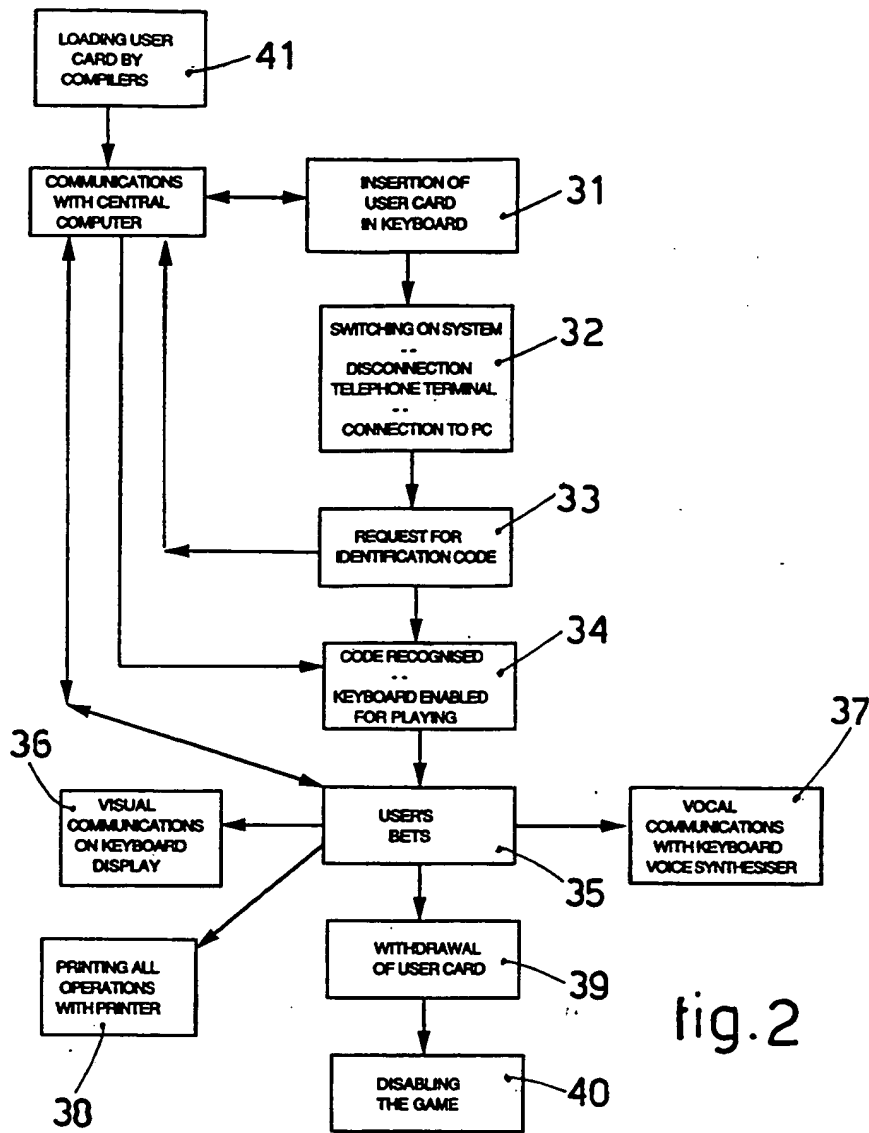 LOADING USER
CARD BY
COMPILERS
41
COMMUNICATIONS
WITH CENTRAL
COMPUTER
INSERTION OF
USER CARD
IN KEYBOARD
31
SWITCHING ON SYSTEM
--
DISCONNECTION
TELEPHONE TERMINAL
--
CONNECTION TO PC
32
REQUEST FOR
IDENTIFICATION CODE
33
CODE RECOGNISED
--
KEYBOARD ENABLED
FOR PLAYING
34
36
VISUAL
COMMUNICATIONS
ON KEYBOARD
DISPLAY
USER'S
BETS
35
37
VOCAL
COMMUNICATIONS
WITH KEYBOARD
VOICE SYNTHESISER
PRINTING ALL
OPERATIONS
WITH PRINTER
38
WITHDRAWAL
OF USER CARD
39
DISABLING
THE GAME
40
fig.2